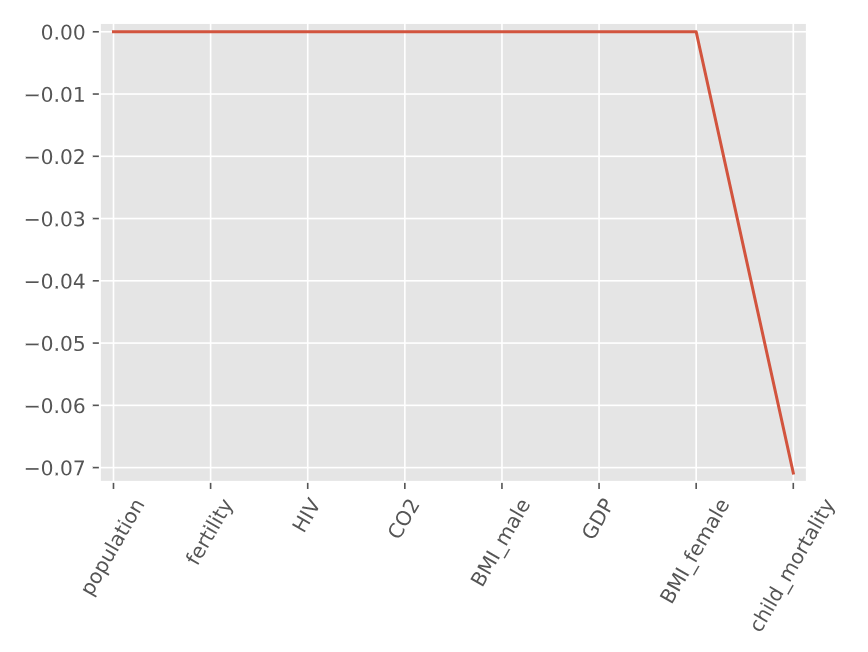 0.00
−0.01
−0.02
−0.03
−0.04
−0.05
−0.06
−0.07
population
fertility
HIV
CO2
BMI_male
GDP
BMI_female
child_mortality